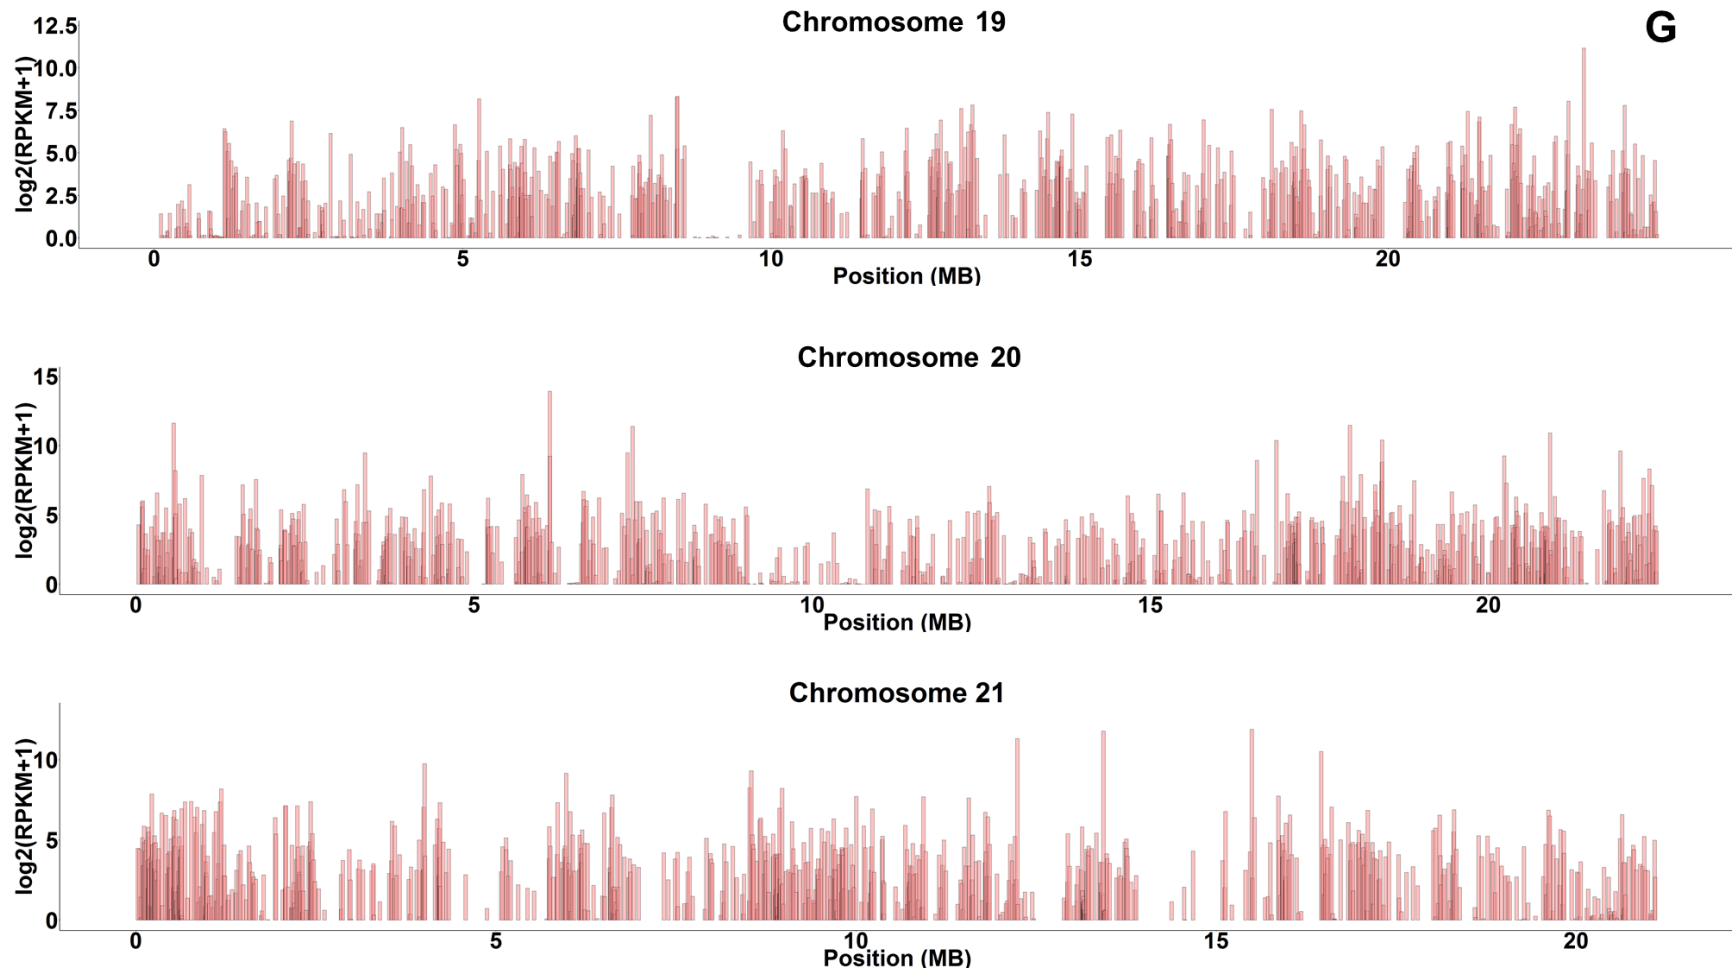 Chromosome 19
G
log2(RPKM+1)
12.5
10.0
7.5
5.0
2.5
0.0
0 5 10 15 20
Position (MB)
Chromosome 20
log2(RPKM+1)
15
10
5
0
0 5 10 15 20
Position (MB)
Chromosome 21
log2(RPKM+1)
10
5
0
0 5 10 15 20
Position (MB)